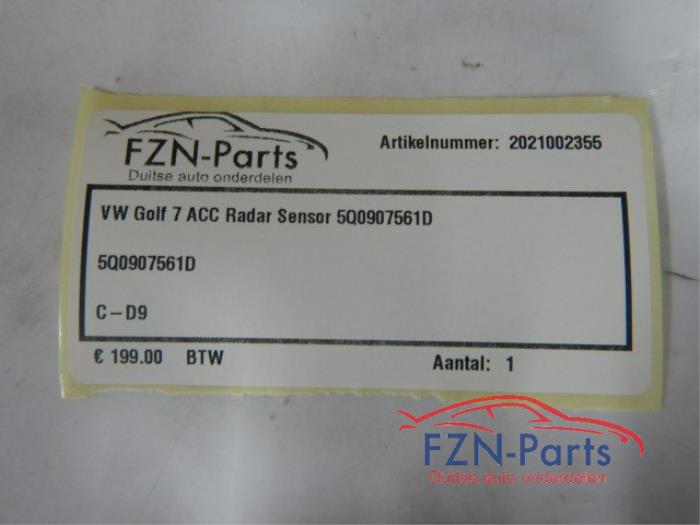 FZN-Parts
Duitse auto onderdelen
Artikelnummer: 2021002355
VW Golf 7 ACC Radar Sensor 5Q0907561D
5Q0907561D
C-D9
€ 199.00 BTW
Aantal: 1
FZN-Parts
Duitse auto onderdelen